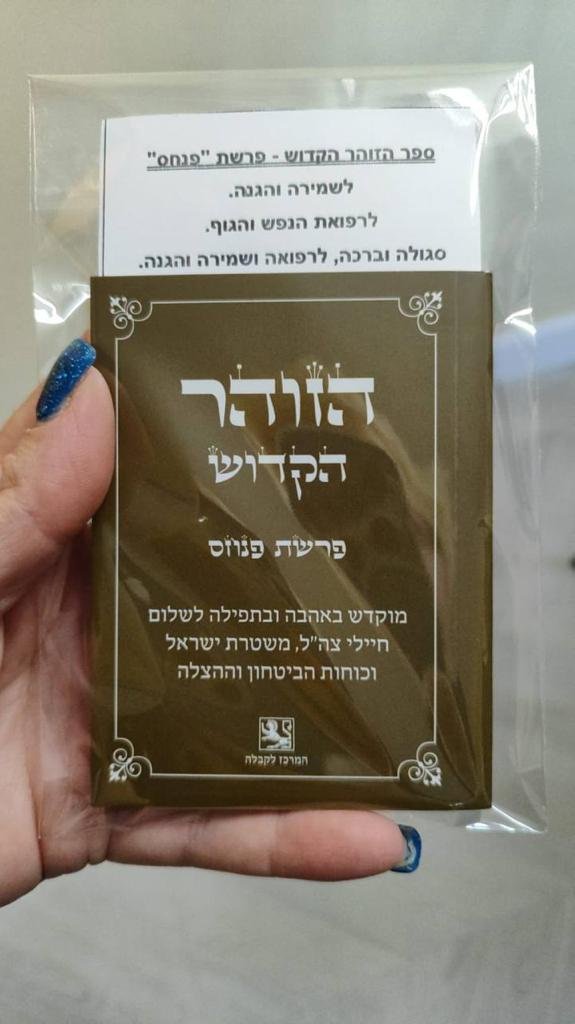 ספר הזוהר הקדוש - פרשת "פנחס"
לשמירה והגנה.
לרפואת הנפש והגוף.
סגולה וברכה, לרפואה ושמירה והגנה.
הזוהר
הקדוש
פרשת פנחס
מוקדש באהבה ובתפילה לשלום
חיילי צה"ל, משטרת ישראל
וכוחות הביטחון וההצלה
המרכז לקבלה